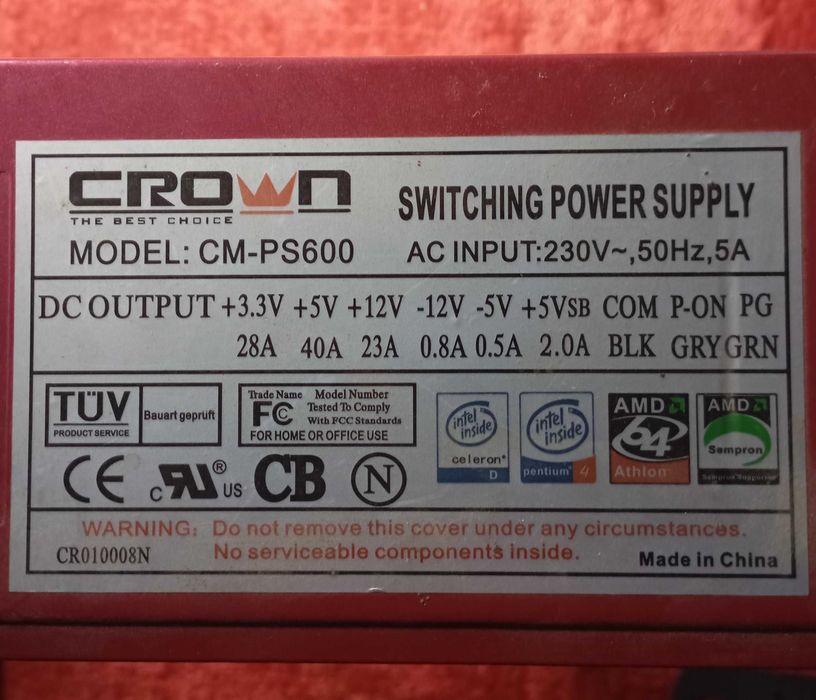 CROWN SWITCHING POWER SUPPLY
THE BEST CHOICE
MODEL: CM-PS600 AC INPUT:230V~,50Hz,5A
DC OUTPUT +3.3V +5V +12V -12V -5V +5VSB COM P-ON PG
28A 40A 23A 0.8A 0.5A 2.0A BLK GRY GRN
TÜV Bauart geprüft
PRODUCT SERVICE
Trade Name Model Number
FC Tested To Comply
With FCC Standards
FOR HOME OR OFFICE USE
intel inside
celeron®
D
intel inside
pentium® 4
AMD
64
Athlon™
AMD
Sempron
Sempron Supported
CE c RU ® US CB N
WARNING: Do not remove this cover under any circumstances.
CR010008N No serviceable components inside. Made in China